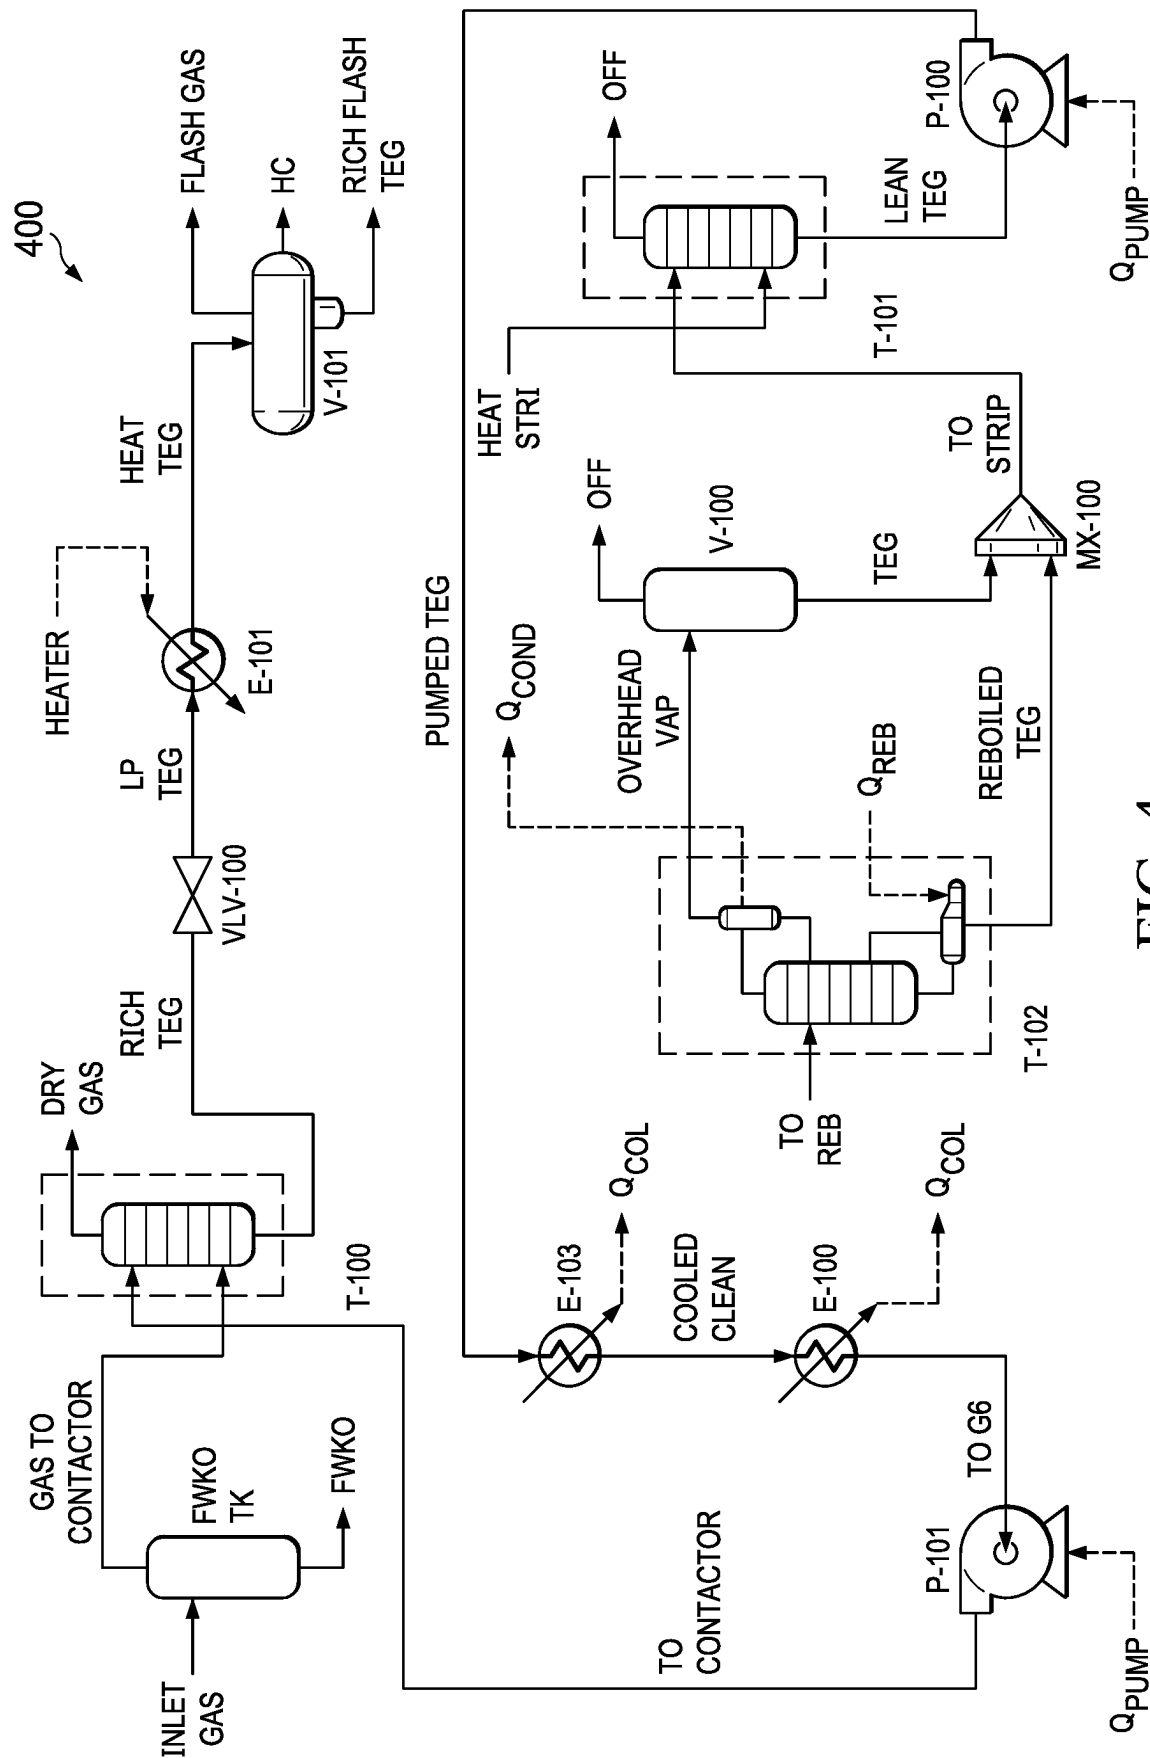 400
INLET
GAS
FWKO
TK
FWKO
GAS TO
CONTACTOR
DRY
GAS
T-100
RICH
TEG
VLV-100
LP
TEG
HEATER
E-101
HEAT
TEG
V-101
FLASH GAS
HC
RICH FLASH
TEG
PUMPED TEG
E-103
QCOL
COOLED
CLEAN
E-100
QCOL
TO G6
P-101
QPUMP
TO
CONTACTOR
TO
REB
T-102
QCOND
OVERHEAD
VAP
QREB
REBOILED
TEG
V-100
OFF
TEG
MX-100
TO
STRIP
HEAT
STRI
T-101
OFF
LEAN
TEG
P-100
QPUMP